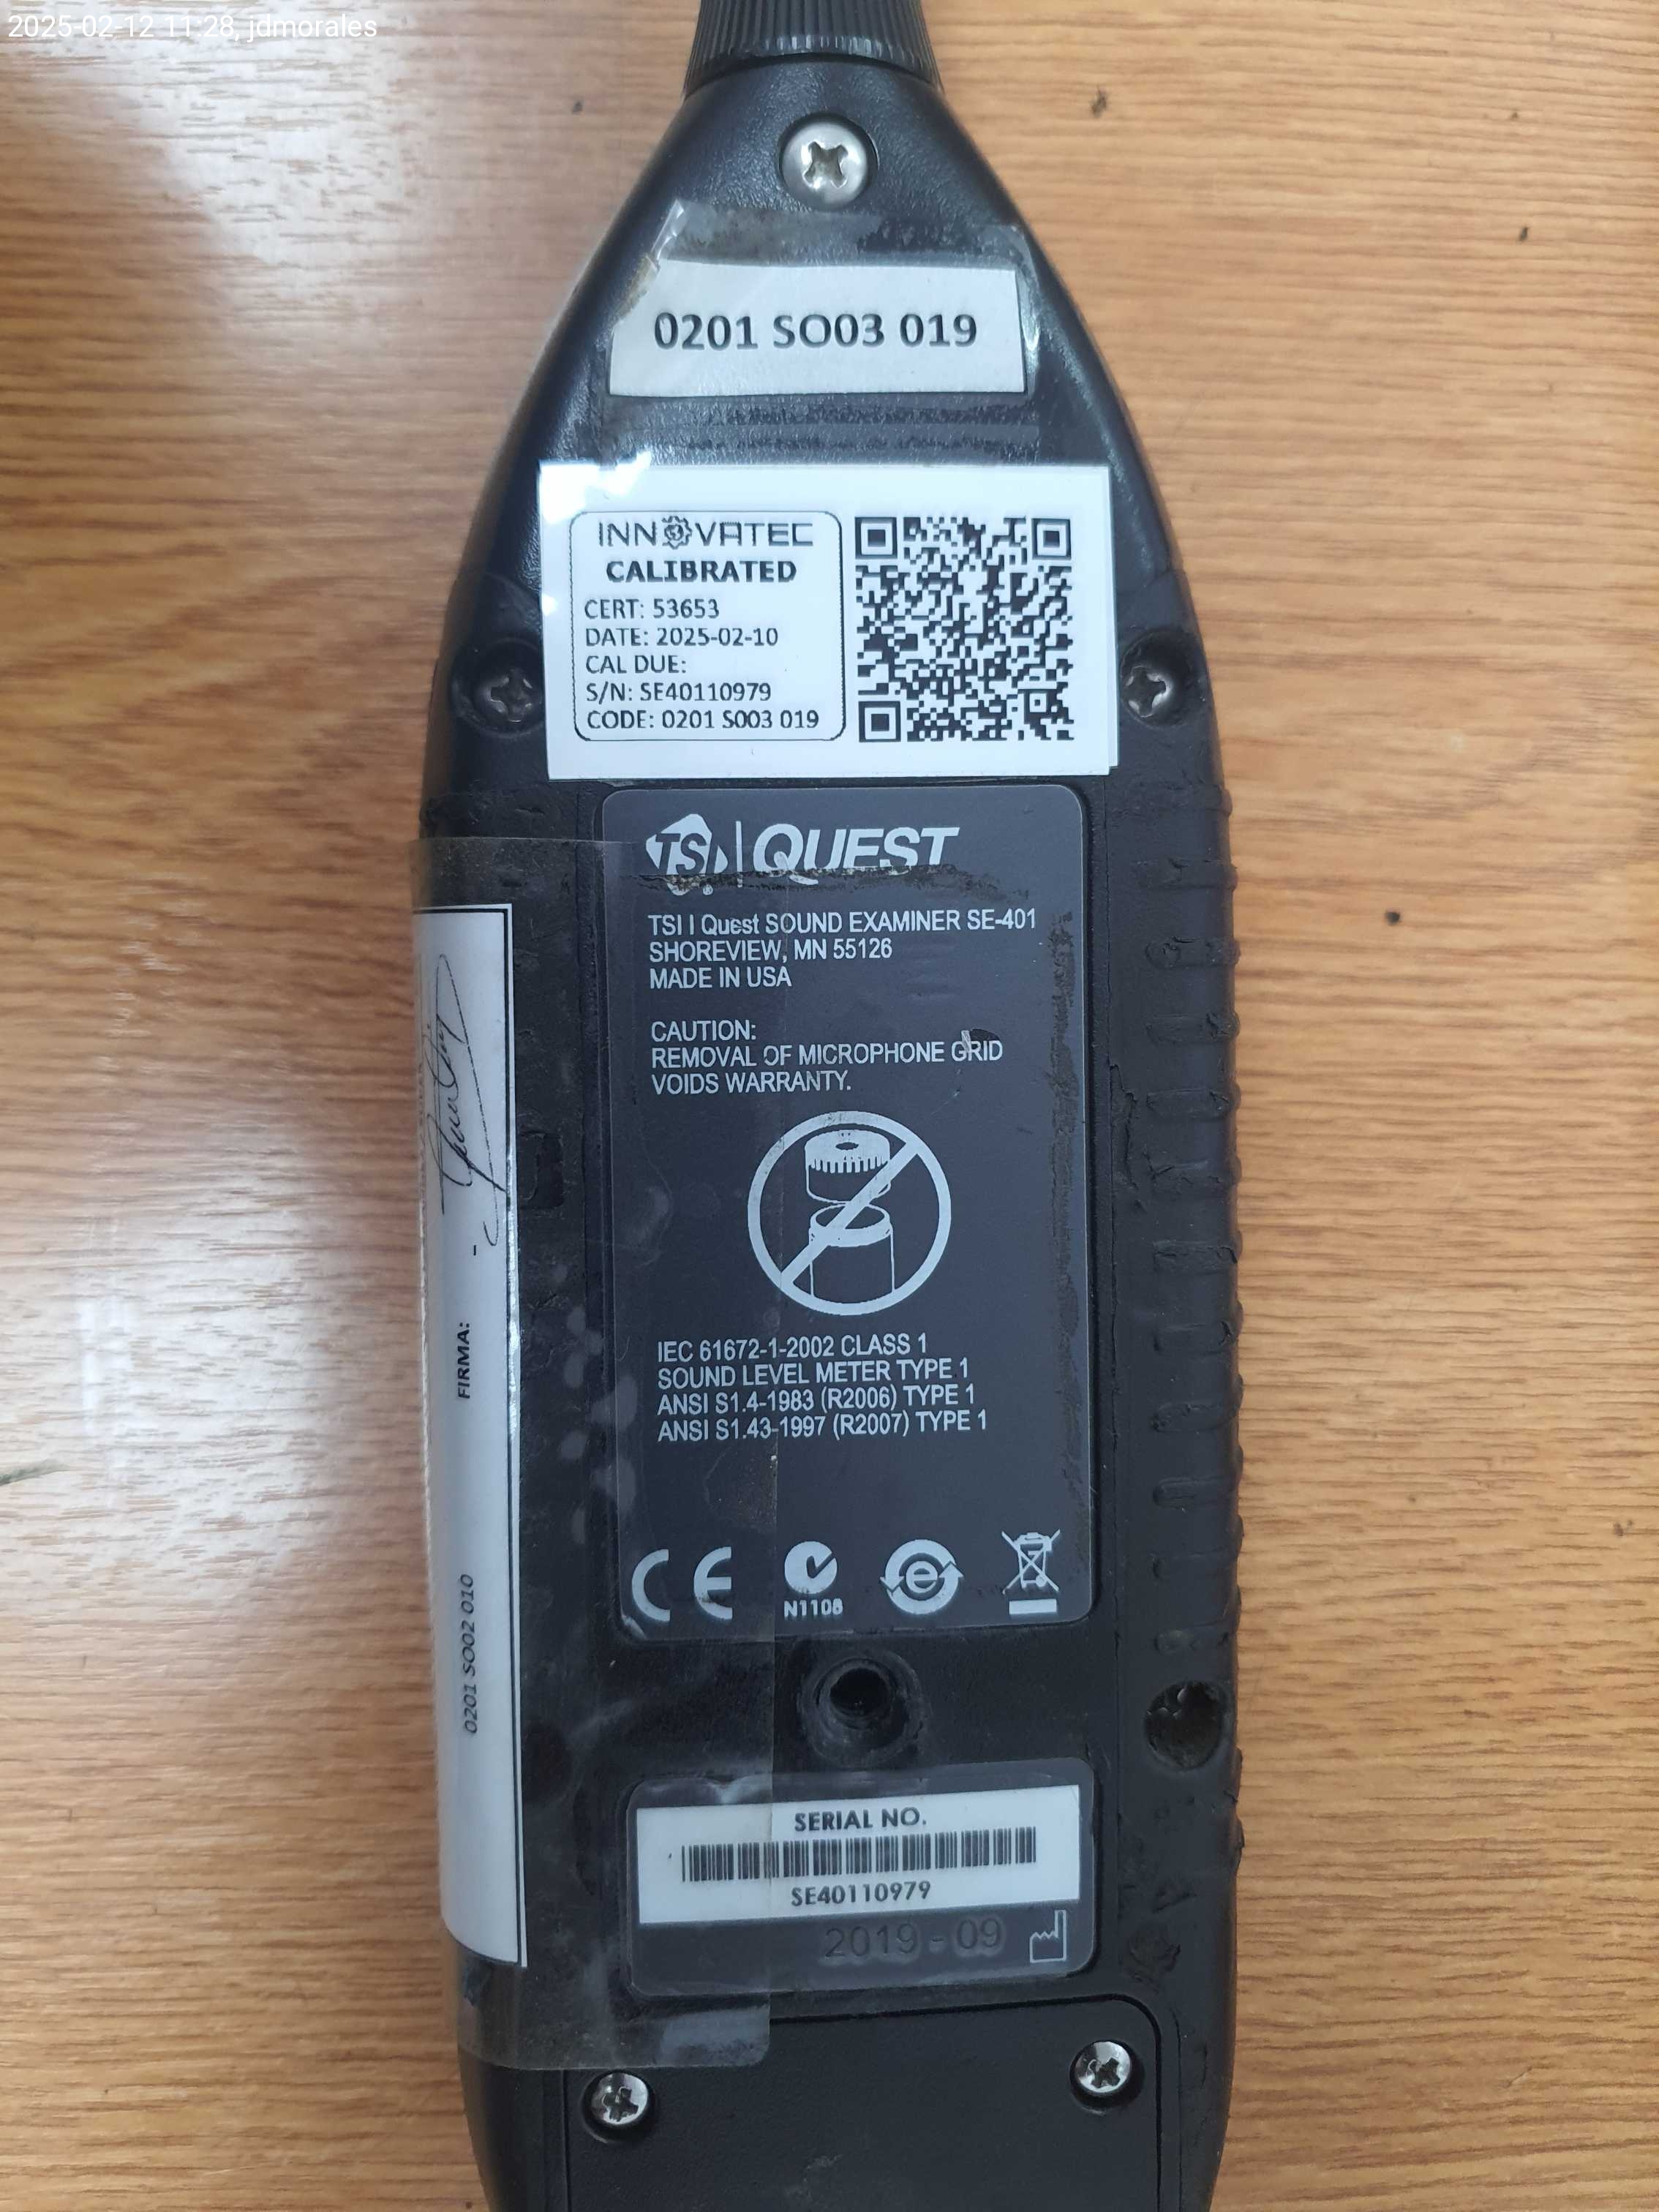 2025-02-12 11:28, jdmorales
0201 SO03 019
INNOVATEC
CALIBRATED
CERT: 53653
DATE: 2025-02-10
CAL DUE:
S/N: SE40110979
CODE: 0201 S003 019
TSI | QUEST
TSI I Quest SOUND EXAMINER SE-401
SHOREVIEW, MN 55126
MADE IN USA
CAUTION:
REMOVAL OF MICROPHONE GRID
VOIDS WARRANTY.
IEC 61672-1-2002 CLASS 1
SOUND LEVEL METER TYPE 1
ANSI S1.4-1983 (R2006) TYPE 1
ANSI S1.43-1997 (R2007) TYPE 1
CE
N1108
e
0201 SO02 010
FIRMA: -
SERIAL NO.
SE40110979
2019-09